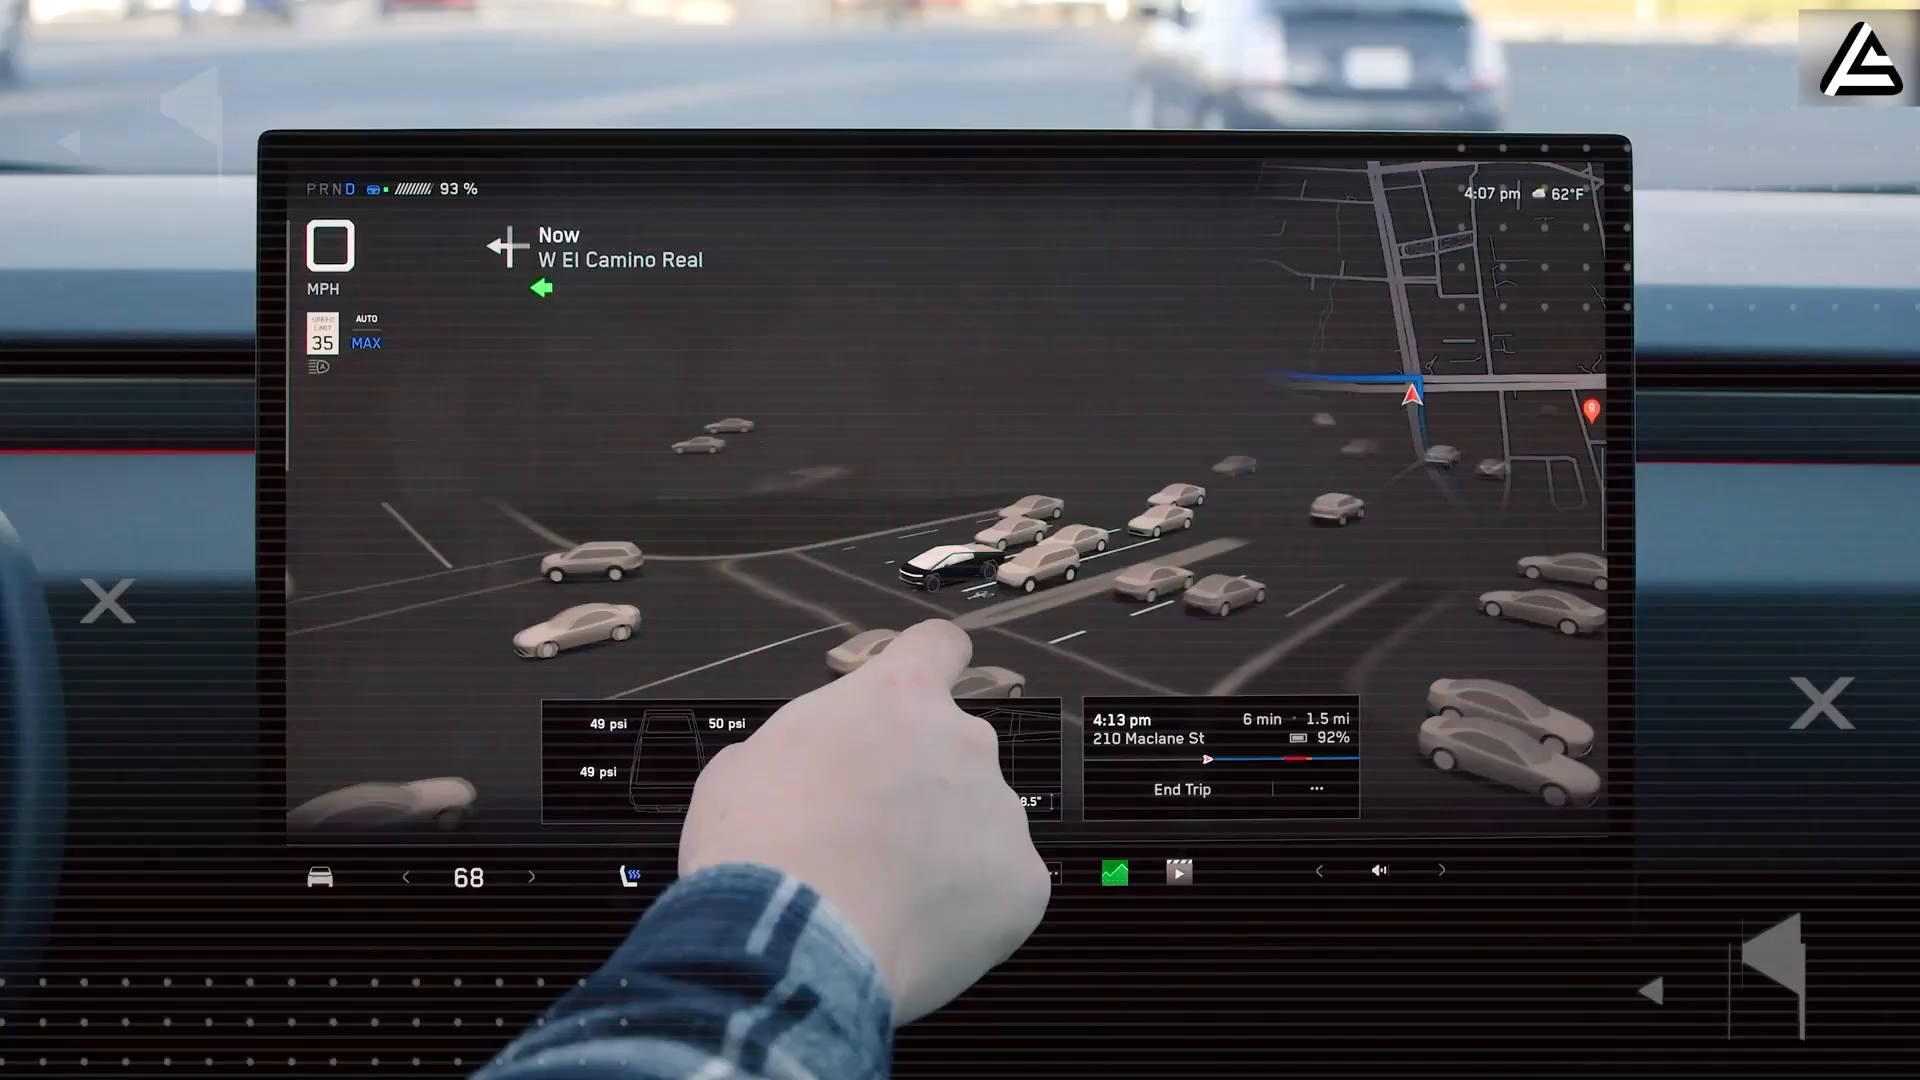 PRND 93 %
4:07 pm 62°F
Now
W El Camino Real
MPH
SPEED
LIMIT
35
AUTO
MAX
9
49 psi 50 psi
49 psi
8.5"
4:13 pm 6 min · 1.5 mi
210 Maclane St 92%
End Trip ...
68